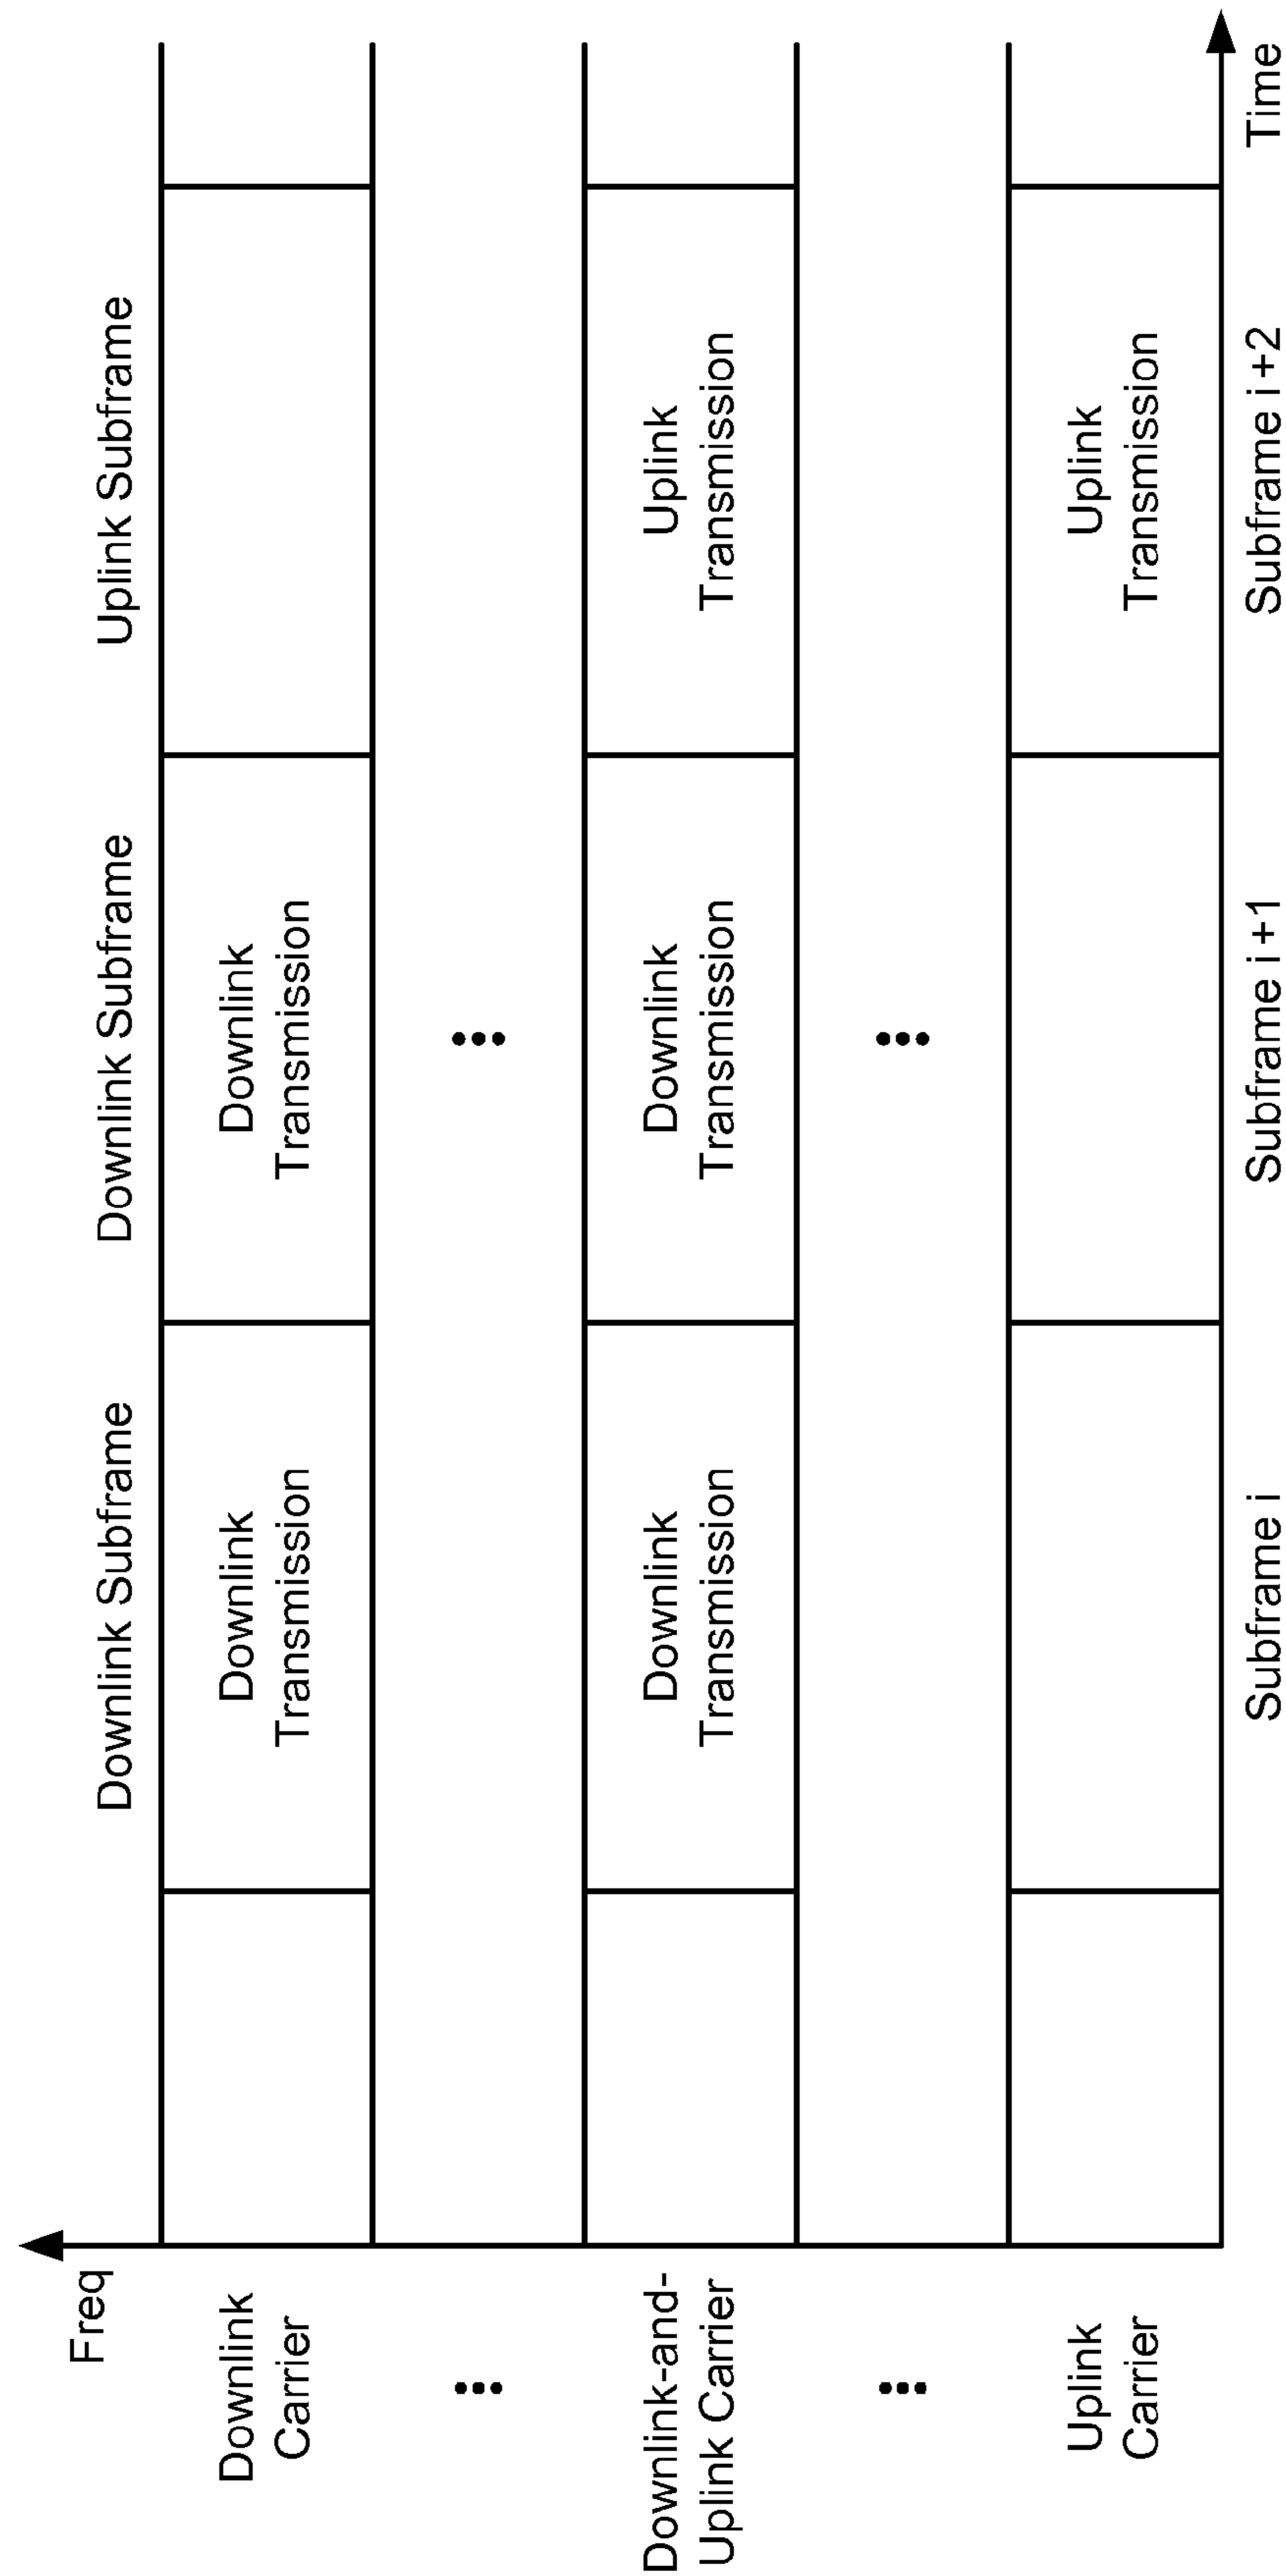 Freq
Downlink Subframe
Downlink Subframe
Uplink Subframe
Downlink
Carrier
Downlink
Transmission
Downlink
Transmission
Downlink-and-
Uplink Carrier
Downlink
Transmission
Downlink
Transmission
Uplink
Transmission
Uplink
Carrier
Uplink
Transmission
Subframe i
Subframe i +1
Subframe i +2
Time